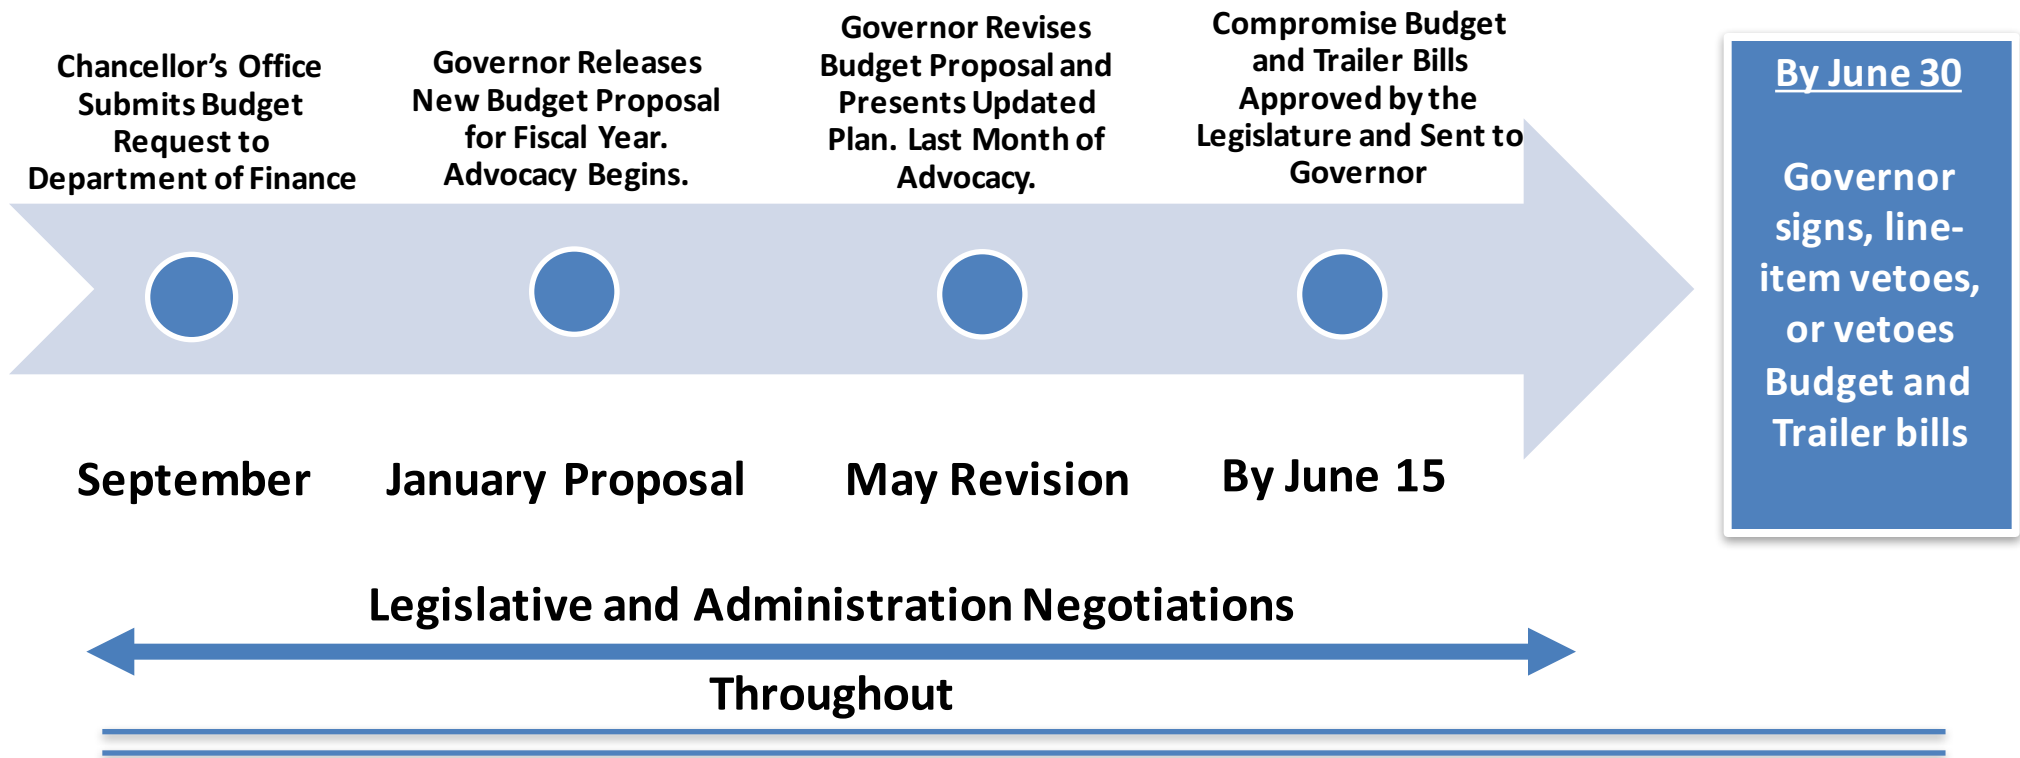 Chancellor’s Office
Submits Budget
Request to
Department of Finance
Governor Releases
New Budget Proposal
for Fiscal Year.
Advocacy Begins.
Governor Revises
Budget Proposal and
Presents Updated
Plan. Last Month of
Advocacy.
Compromise Budget
and Trailer Bills
Approved by the
Legislature and Sent to
Governor
By June 30
Governor
signs, line-
item vetoes,
or vetoes
Budget and
Trailer bills
September
January Proposal
May Revision
By June 15
Legislative and Administration Negotiations
Throughout